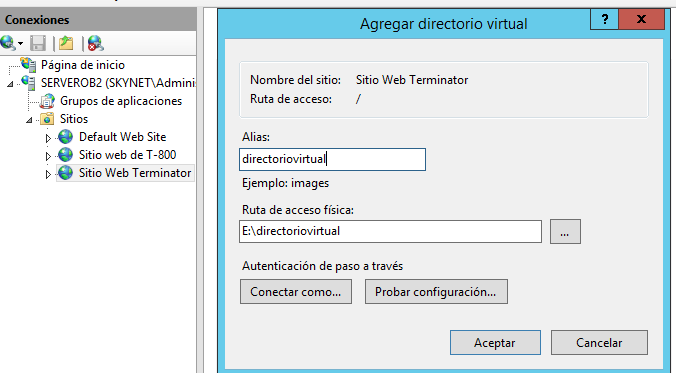 Conexiones
Página de inicio
SERVEROB2 (SKYNET\Admini
Grupos de aplicaciones
Sitios
Default Web Site
Sitio web de T-800
Sitio Web Terminator
Agregar directorio virtual
?
x
Nombre del sitio: Sitio Web Terminator
Ruta de acceso: /
Alias:
directoriovirtual
Ejemplo: images
Ruta de acceso física:
E:\directoriovirtual
...
Autenticación de paso a través
Conectar como...
Probar configuración...
Aceptar
Cancelar